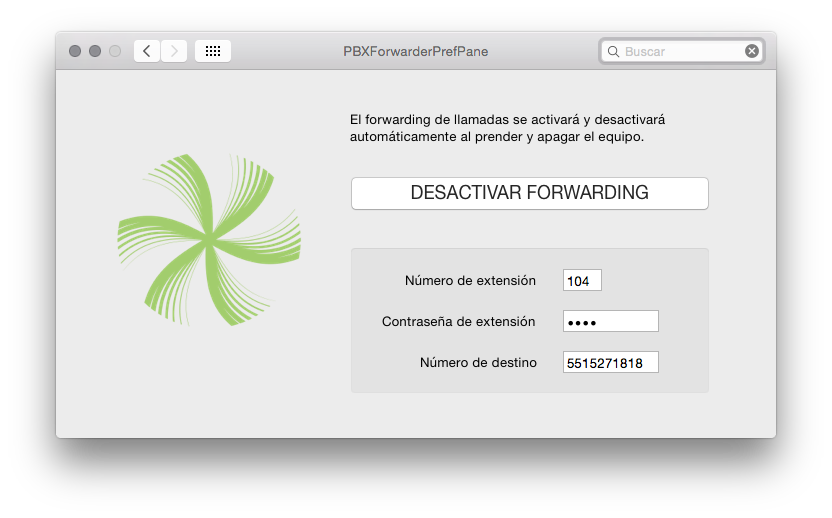 PBXForwarderPrefPane
Buscar
El forwarding de llamadas se activará y desactivará
automáticamente al prender y apagar el equipo.
DESACTIVAR FORWARDING
Número de extensión 104
Contraseña de extensión ••••
Número de destino 5515271818